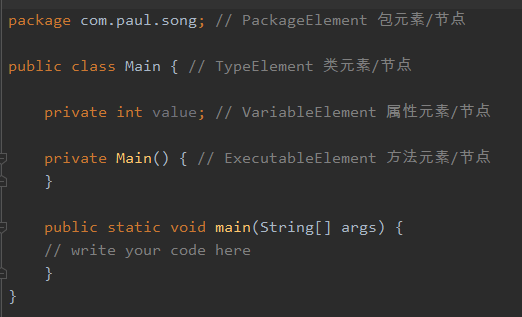 package com.paul.song; // PackageElement 包元素/节点
public class Main { // TypeElement 类元素/节点
private int value; // VariableElement 属性元素/节点
private Main() { // ExecutableElement 方法元素/节点
}
public static void main(String[] args) {
// write your code here
}
}